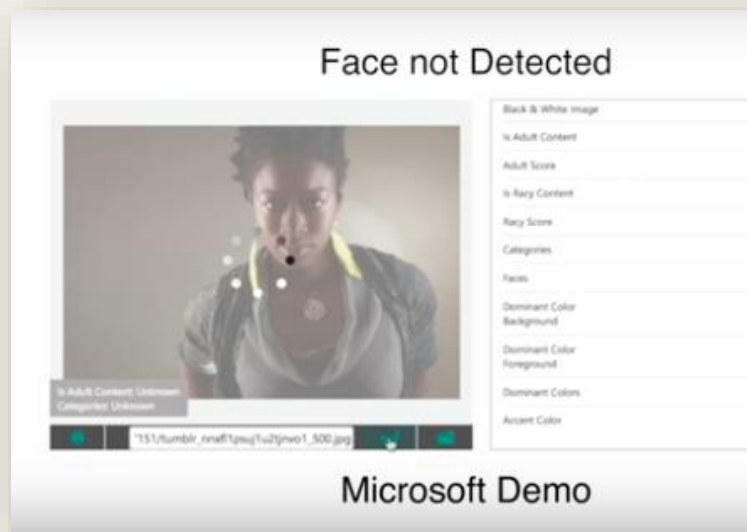 Face not Detected
Black & White Image
Is Adult Content
Adult Score
Is Racy Content
Racy Score
Categories
Faces
Dominant Color
Background
Dominant Color
Foreground
Dominant Colors
Accent Color
Is Adult Content: Unknown
Categories: Unknown
Microsoft Demo